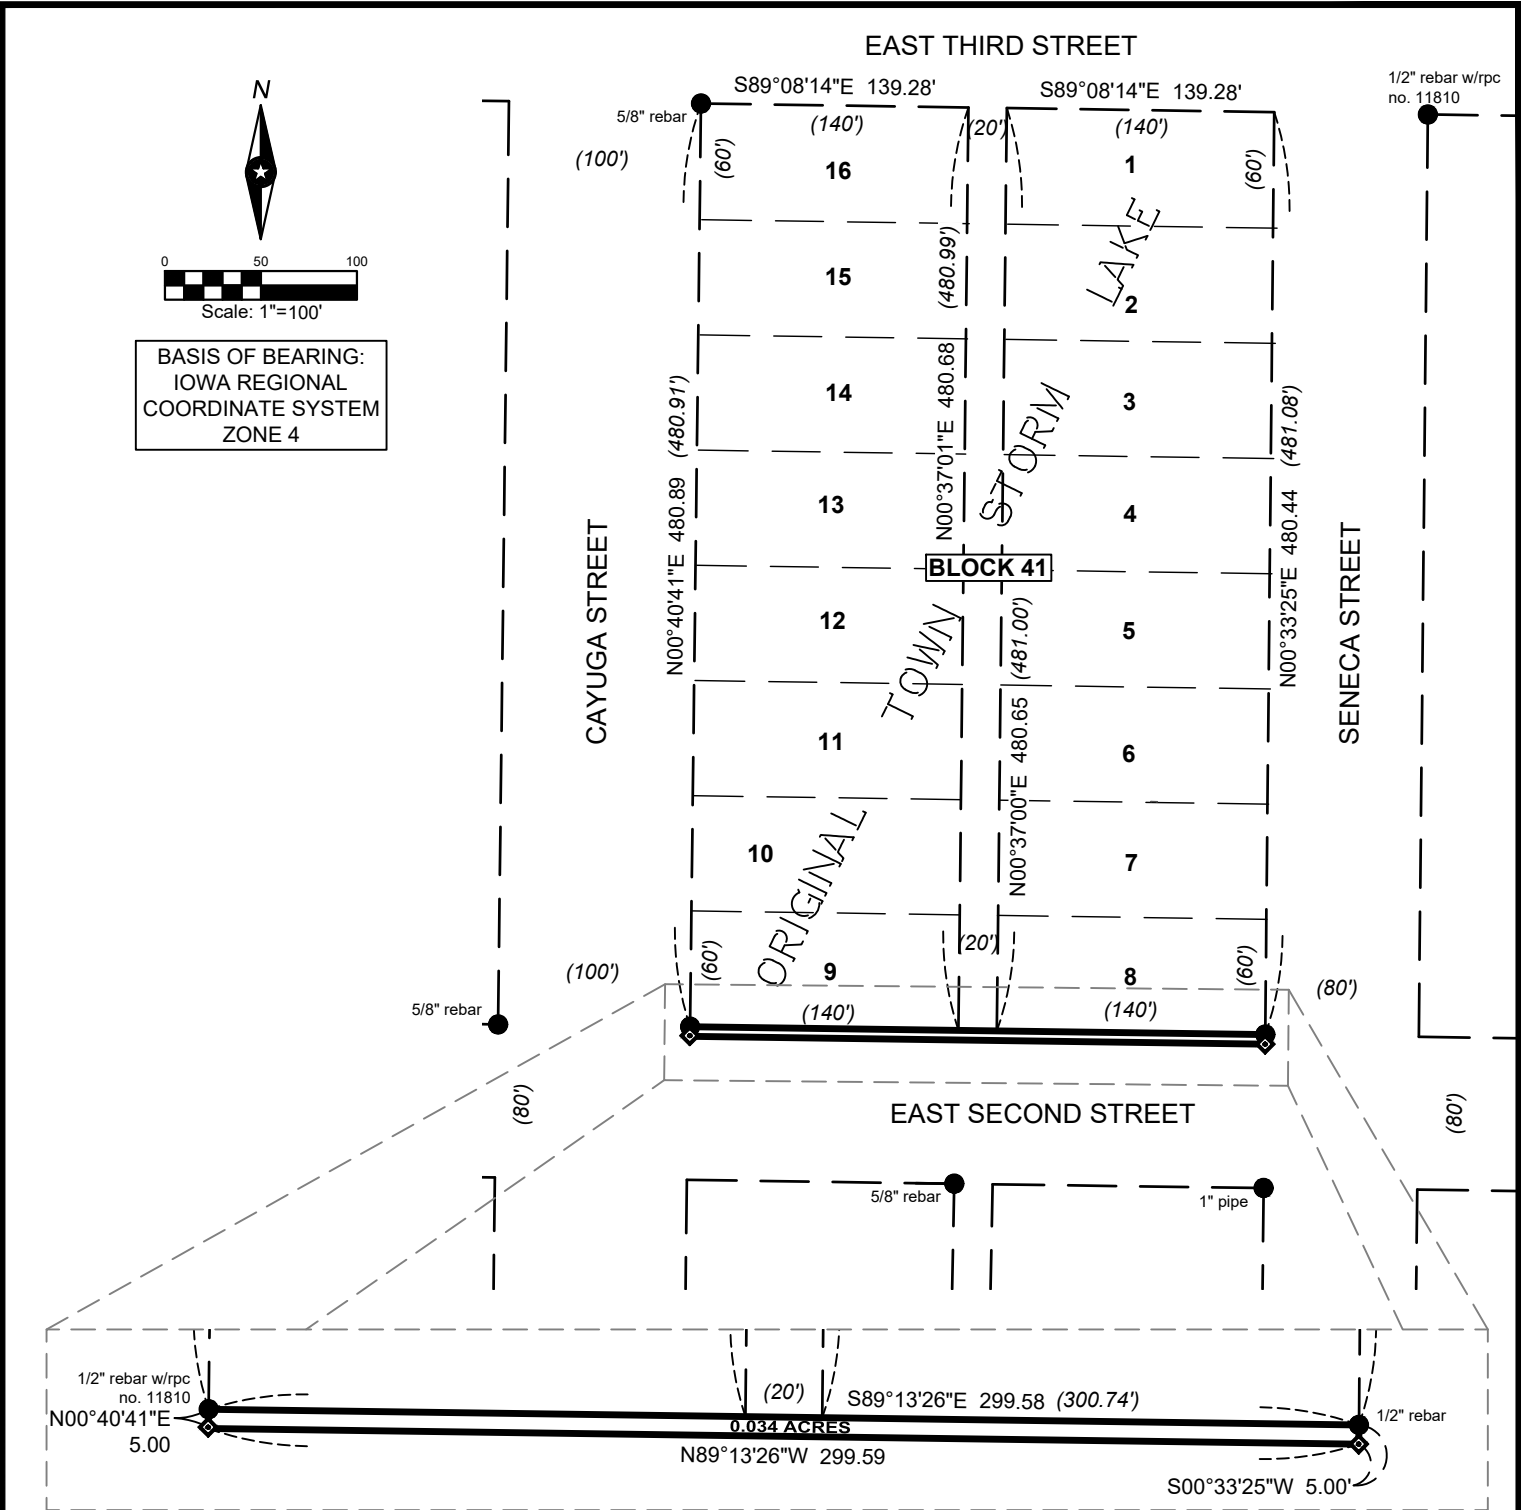 EAST THIRD STREET
S89°08'14"E 139.28'
S89°08'14"E 139.28'
1/2" rebar w/rpc
no. 11810
N
5/8" rebar
(140')
(20')
(140')
(100')
(60')
16
1
(60')
0 50 100
Scale: 1"=100'
BASIS OF BEARING:
IOWA REGIONAL
COORDINATE SYSTEM
ZONE 4
15
2
14
3
13
4
BLOCK 41
12
5
11
6
10
7
9
8
(480.99')
N00°37'01"E 480.68
(480.91')
N00°40'41"E 480.89
(481.08')
N00°33'25"E 480.44
(481.00')
N00°37'00"E 480.65
CAYUGA STREET
SENECA STREET
ORIGINAL TOWN STORM LAKE
(100')
(60')
(20')
(60')
(80')
5/8" rebar
(140')
(140')
(80')
EAST SECOND STREET
(80')
5/8" rebar
1" pipe
1/2" rebar w/rpc
no. 11810
N00°40'41"E
5.00
(20')
S89°13'26"E 299.58 (300.74')
0.034 ACRES
N89°13'26"W 299.59
1/2" rebar
S00°33'25"W 5.00'